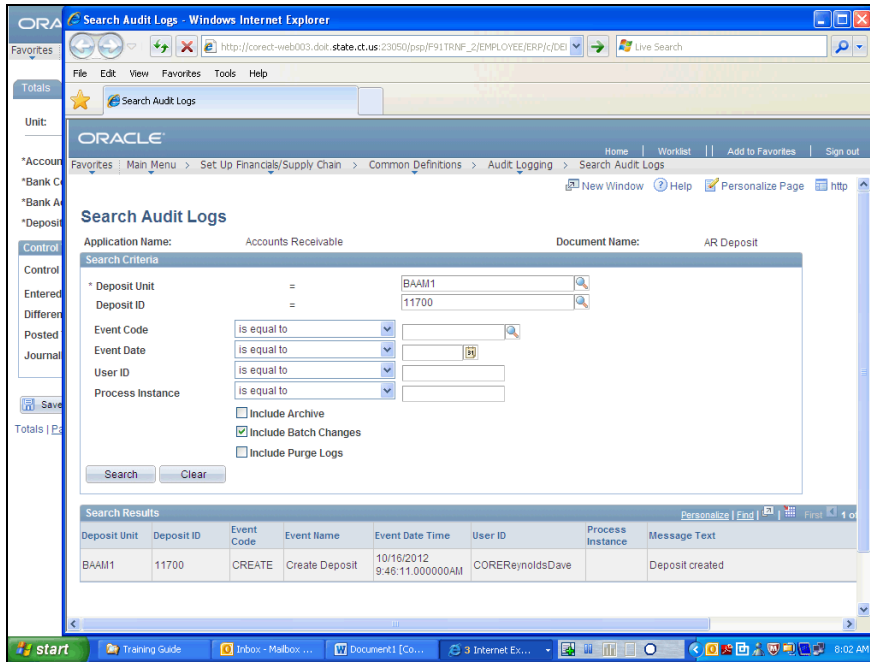 Search Audit Logs - Windows Internet Explorer
http://corect-web003.doit.state.ct.us:23050/psp/F91TRNF_2/EMPLOYEE/ERP/c/DEI
Live Search
File Edit View Favorites Tools Help
Search Audit Logs
ORA
Favorites
Totals
Unit:
*Accoun
*Bank C
*Bank A
*Deposit
Control
Control
Entered
Differen
Posted
Journal
Save
Totals | Pa
ORACLE
Home | Worklist | | Add to Favorites | Sign out
Favorites | Main Menu > Set Up Financials/Supply Chain > Common Definitions > Audit Logging > Search Audit Logs
New Window Help Personalize Page http
Search Audit Logs
Application Name: Accounts Receivable Document Name: AR Deposit
Search Criteria
* Deposit Unit = BAAM1
Deposit ID = 11700
Event Code is equal to
Event Date is equal to 31
User ID is equal to
Process Instance is equal to
Include Archive
Include Batch Changes
Include Purge Logs
Search Clear
Search Results Personalize | Find | | First 1 of
Deposit Unit Deposit ID Event Code Event Name Event Date Time User ID Process Instance Message Text
BAAM1 11700 CREATE Create Deposit 10/16/2012 9:46:11.000000AM COREReynoldsDave Deposit created
start Training Guide Inbox - Mailbox ... Document1 [Co... 3 Internet Ex... 8:02 AM